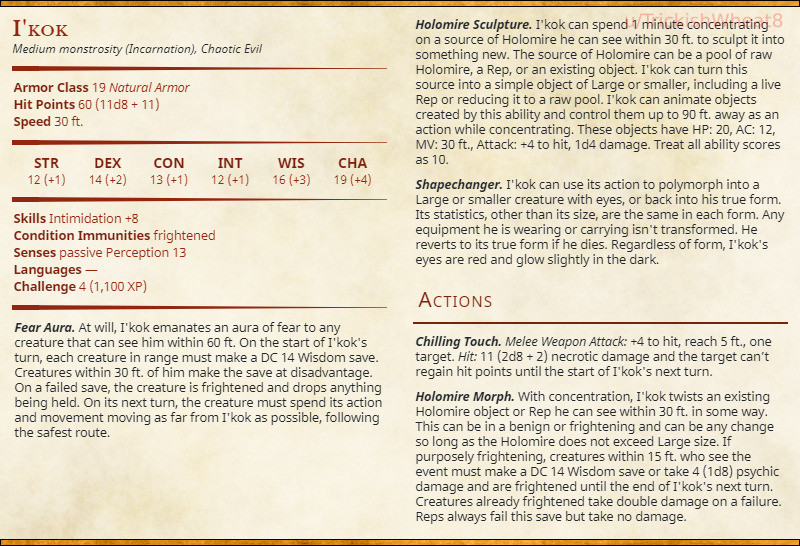 I'kok
Medium monstrosity (Incarnation), Chaotic Evil
Armor Class 19 Natural Armor
Hit Points 60 (11d8 + 11)
Speed 30 ft.
STR DEX CON INT WIS CHA
12 (+1) 14 (+2) 13 (+1) 12 (+1) 16 (+3) 19 (+4)
Skills Intimidation +8
Condition Immunities frightened
Senses passive Perception 13
Languages —
Challenge 4 (1,100 XP)
Fear Aura. At will, I'kok emanates an aura of fear to any
creature that can see him within 60 ft. On the start of I'kok's
turn, each creature in range must make a DC 14 Wisdom save.
Creatures within 30 ft. of him make the save at disadvantage.
On a failed save, the creature is frightened and drops anything
being held. On its next turn, the creature must spend its action
and movement moving as far from I'kok as possible, following
the safest route.
u/TrickishWheat8
Holomire Sculpture. I'kok can spend 1 minute concentrating
on a source of Holomire he can see within 30 ft. to sculpt it into
something new. The source of Holomire can be a pool of raw
Holomire, a Rep, or an existing object. I'kok can turn this
source into a simple object of Large or smaller, including a live
Rep or reducing it to a raw pool. I'kok can animate objects
created by this ability and control them up to 90 ft. away as an
action while concentrating. These objects have HP: 20, AC: 12,
MV: 30 ft., Attack: +4 to hit, 1d4 damage. Treat all ability scores
as 10.
Shapechanger. I'kok can use its action to polymorph into a
Large or smaller creature with eyes, or back into his true form.
Its statistics, other than its size, are the same in each form. Any
equipment he is wearing or carrying isn't transformed. He
reverts to its true form if he dies. Regardless of form, I'kok's
eyes are red and glow slightly in the dark.
Actions
Chilling Touch. Melee Weapon Attack: +4 to hit, reach 5 ft., one
target. Hit: 11 (2d8 + 2) necrotic damage and the target can't
regain hit points until the start of I'kok's next turn.
Holomire Morph. With concentration, I'kok twists an existing
Holomire object or Rep he can see within 30 ft. in some way.
This can be in a benign or frightening and can be any change
so long as the Holomire does not exceed Large size. If
purposely frightening, creatures within 15 ft. who see the
event must make a DC 14 Wisdom save or take 4 (1d8) psychic
damage and are frightened until the end of I'kok's next turn.
Creatures already frightened take double damage on a failure.
Reps always fail this save but take no damage.